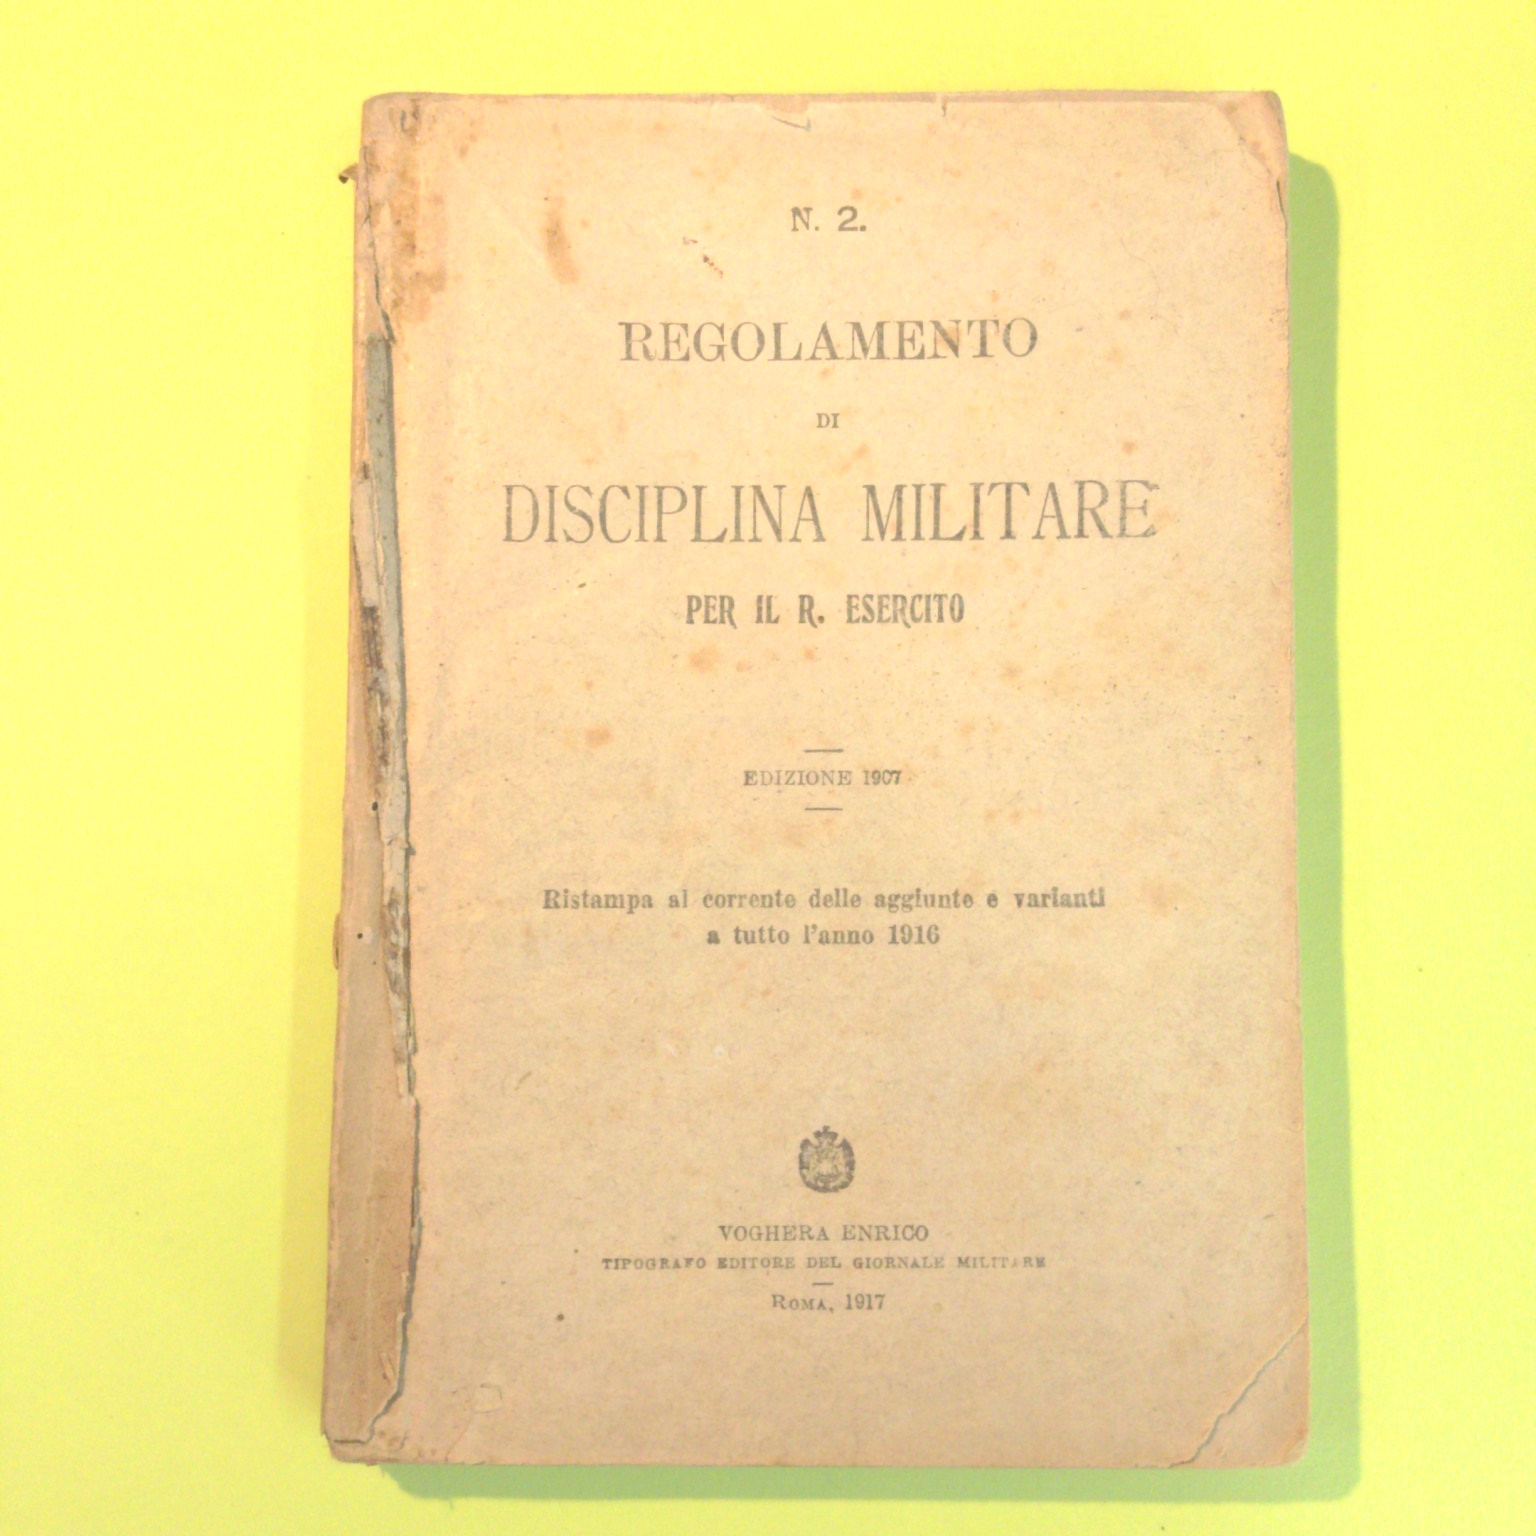 N. 2.
REGOLAMENTO
DI
DISCIPLINA MILITARE
PER IL R. ESERCITO
EDIZIONE 1907
Ristampa al corrente delle aggiunte e varianti
a tutto l'anno 1916
VOGHERA ENRICO
TIPOGRAFO EDITORE DEL GIORNALE MILITARE
ROMA, 1917